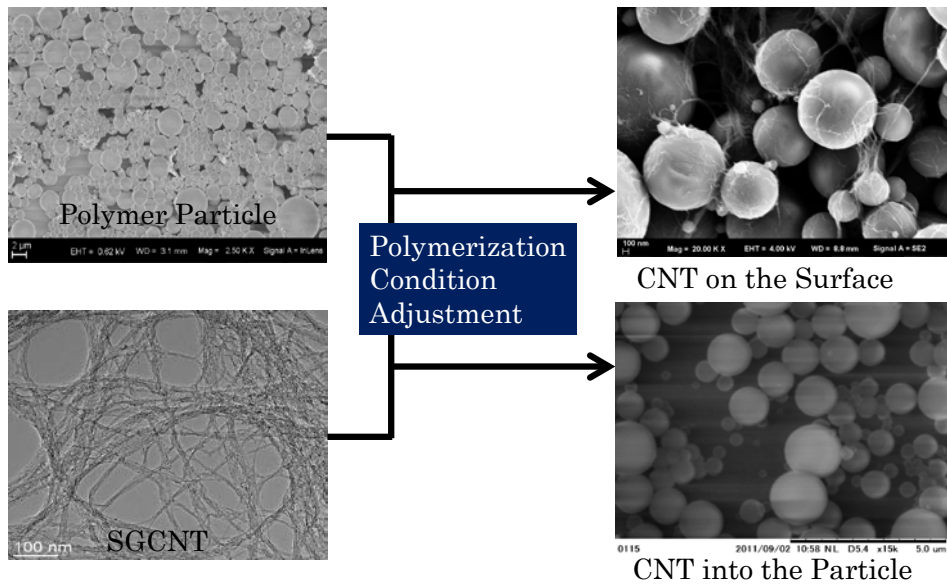 Polymer Particle
2 µm
EHT = 0.62 kV WD = 3.1 mm Mag = 2.50 K X Signal A = InLens
Polymerization
Condition
Adjustment
100 nm
Mag = 20.00 K X EHT = 4.00 kV WD = 8.8 mm Signal A = SE2
CNT on the Surface
SGCNT
100 nm
0115 2011/09/02 10:58 NL D5.4 x15k 5.0 um
CNT into the Particle